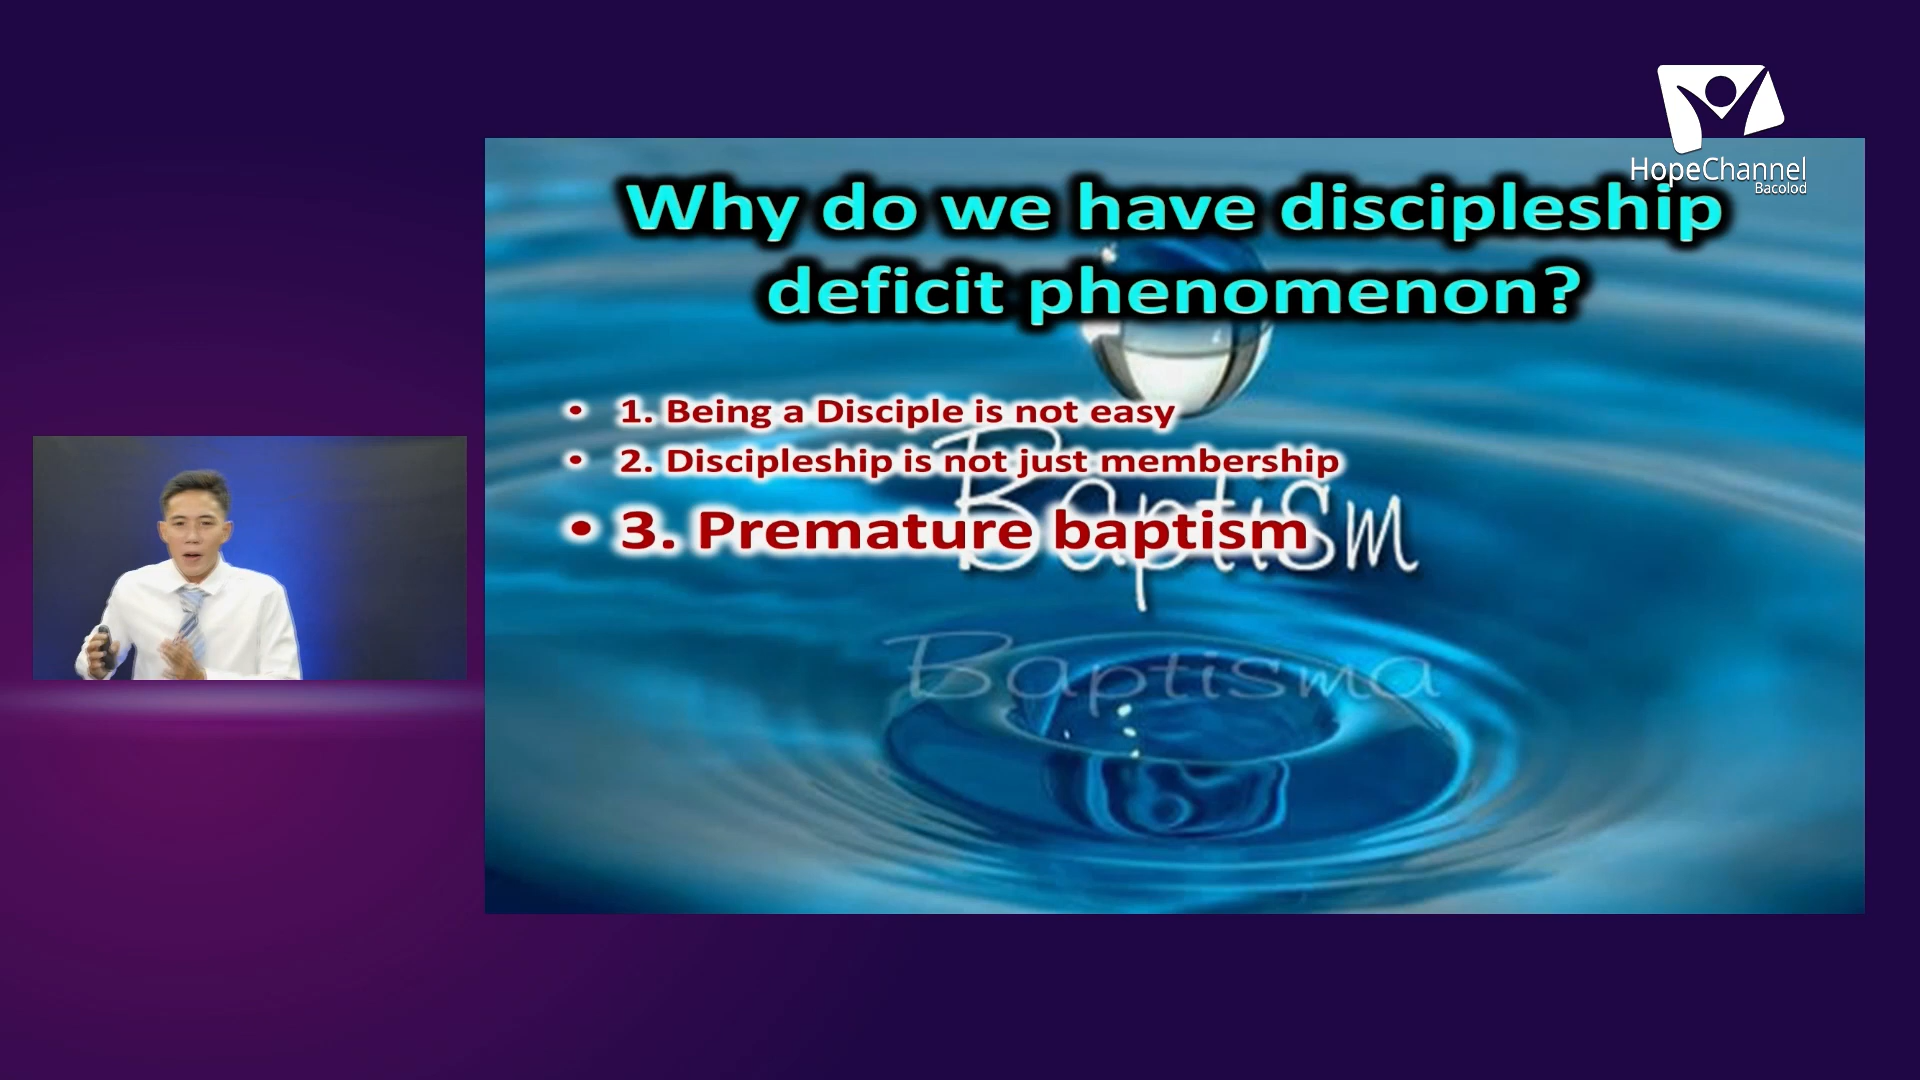 HopeChannel
Bacolod
Why do we have discipleship
deficit phenomenon?
• 1. Being a Disciple is not easy
• 2. Discipleship is not just membership
• 3. Premature baptism
Baptism
Baptisma